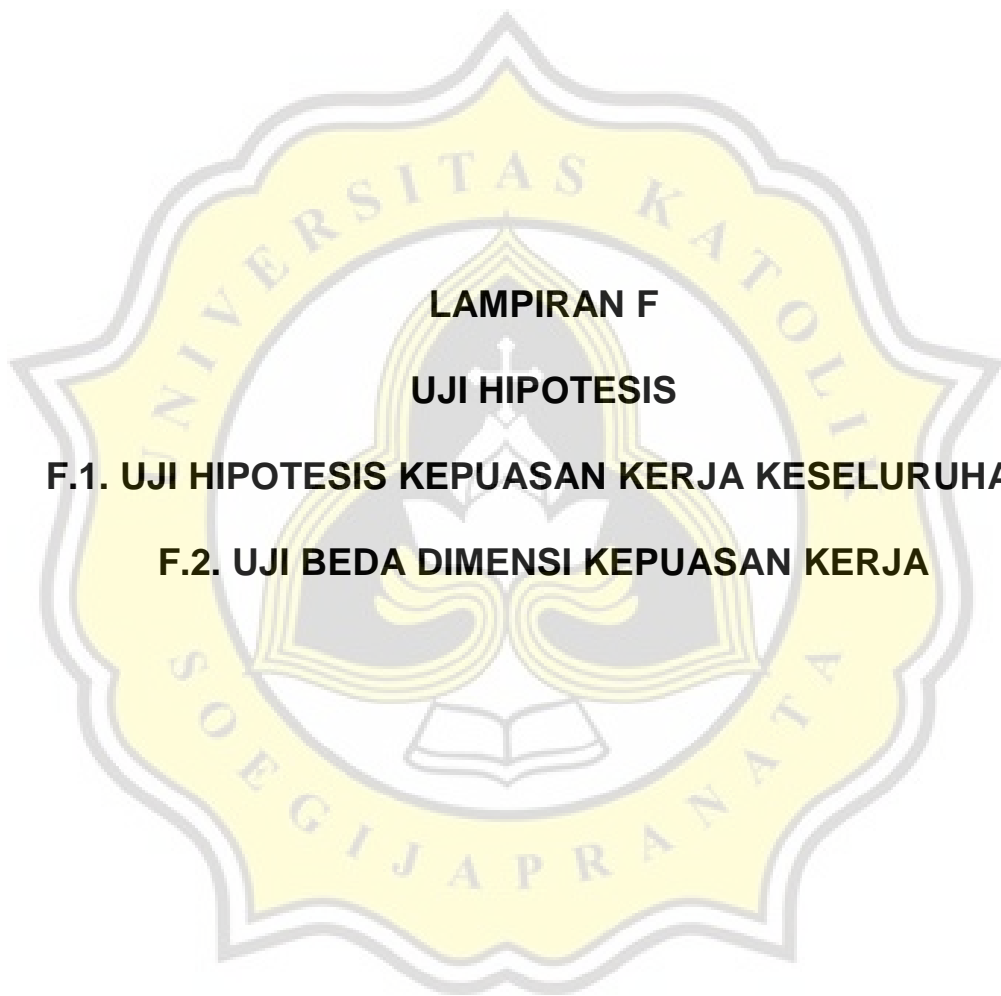 UNIVERSITAS KATOLIK
LAMPIRAN F
UJI HIPOTESIS
F.1. UJI HIPOTESIS KEPUASAN KERJA KESELURUHA
F.2. UJI BEDA DIMENSI KEPUASAN KERJA
SOEGIJAPRANATA